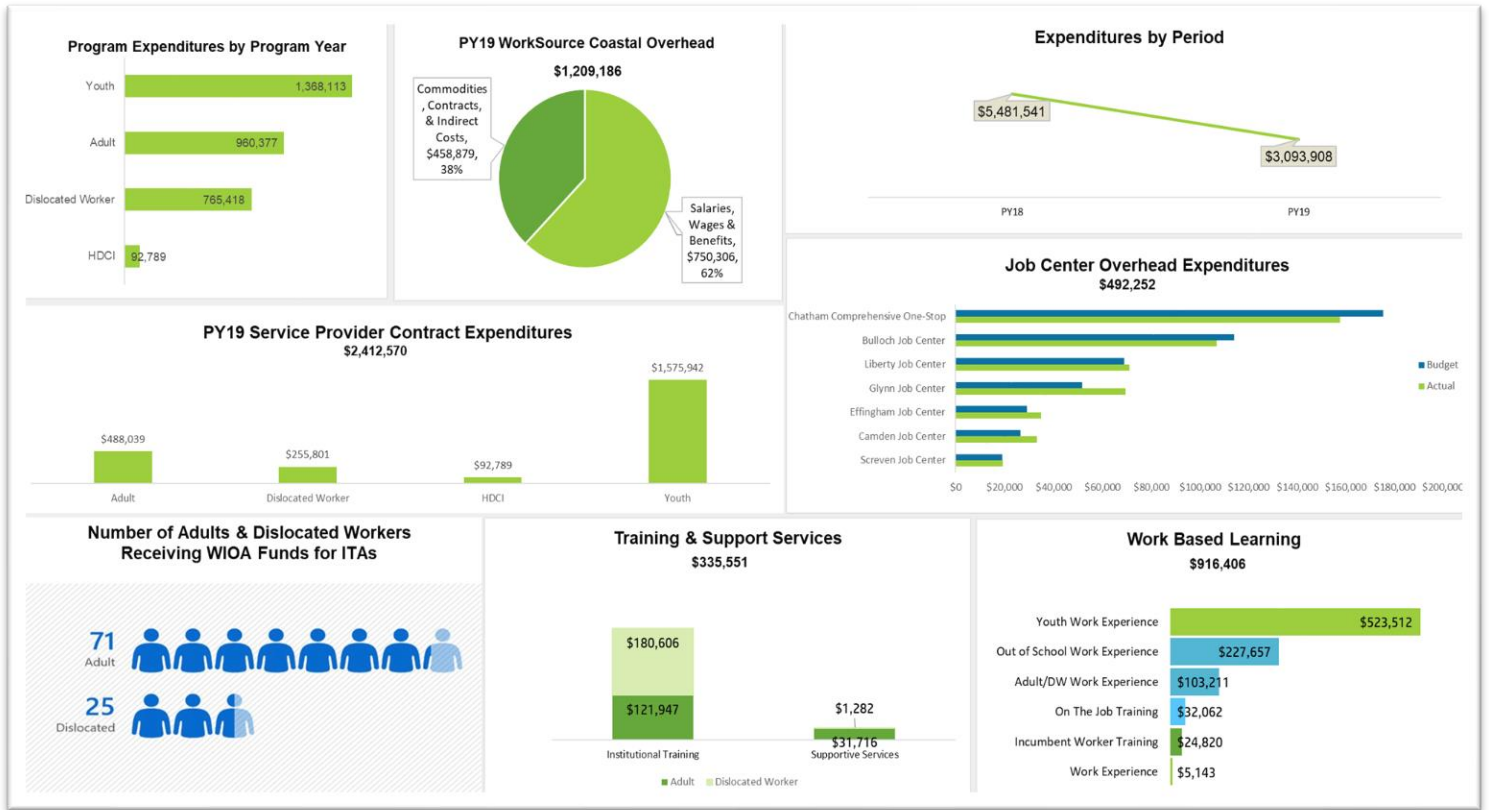 Program Expenditures by Program Year
Youth
1,368,113
Adult
960,377
Dislocated Worker
765,418
HDCI
92,789
PY19 WorkSource Coastal Overhead
$1,209,186
Commodities
, Contracts,
& Indirect
Costs,
$458,879,
38%
Salaries,
Wages &
Benefits,
$750,306,
62%
Expenditures by Period
$5,481,541
$3,093,908
PY18
PY19
Job Center Overhead Expenditures
$492,252
Chatham Comprehensive One-Stop
Bulloch Job Center
Liberty Job Center
Glynn Job Center
Effingham Job Center
Camden Job Center
Screven Job Center
Budget
Actual
$0 $20,000 $40,000 $60,000 $80,000 $100,000 $120,000 $140,000 $160,000 $180,000 $200,000
PY19 Service Provider Contract Expenditures
$2,412,570
$488,039
$255,801
$92,789
$1,575,942
Adult
Dislocated Worker
HDCI
Youth
Number of Adults & Dislocated Workers
Receiving WIOA Funds for ITAs
71
Adult
25
Dislocated
Training & Support Services
$335,551
$180,606
$121,947
$1,282
$31,716
Institutional Training
Supportive Services
Adult
Dislocated Worker
Work Based Learning
$916,406
Youth Work Experience
$523,512
Out of School Work Experience
$227,657
Adult/DW Work Experience
$103,211
On The Job Training
$32,062
Incumbent Worker Training
$24,820
Work Experience
$5,143